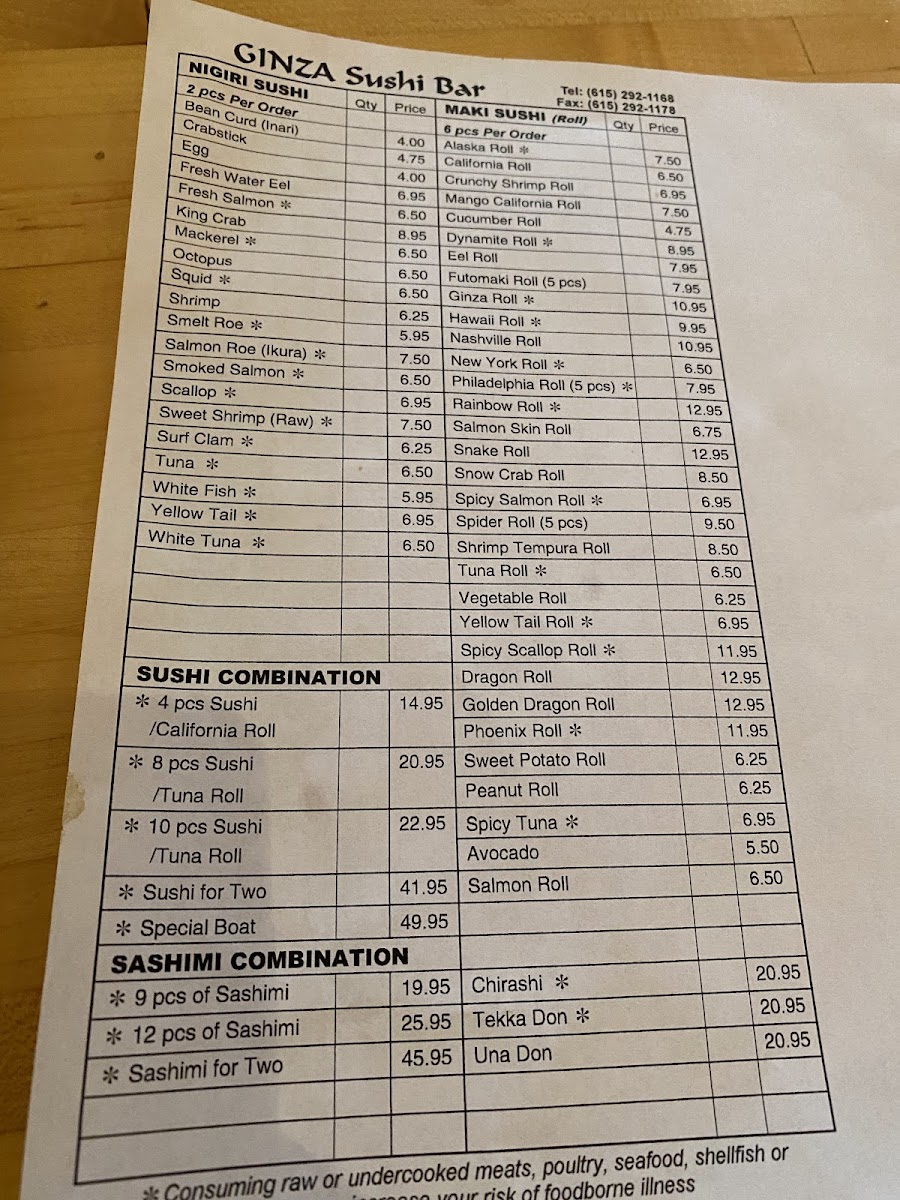 GINZA Sushi Bar
Tel: (615) 292-1168
Fax: (615) 292-1178
NIGIRI SUSHI Qty Price
2 pcs Per Order
Bean Curd (Inari) 4.00
Crabstick 4.75
Egg 4.00
Fresh Water Eel 6.95
Fresh Salmon ✻ 6.50
King Crab 8.95
Mackerel ✻ 6.50
Octopus 6.50
Squid ✻ 6.50
Shrimp 6.25
Smelt Roe ✻ 5.95
Salmon Roe (Ikura) ✻ 7.50
Smoked Salmon ✻ 6.50
Scallop ✻ 6.95
Sweet Shrimp (Raw) ✻ 7.50
Surf Clam ✻ 6.25
Tuna ✻ 6.50
White Fish ✻ 5.95
Yellow Tail ✻ 6.95
White Tuna ✻ 6.50
SUSHI COMBINATION
✻ 4 pcs Sushi 14.95
/California Roll
✻ 8 pcs Sushi 20.95
/Tuna Roll
✻ 10 pcs Sushi 22.95
/Tuna Roll
✻ Sushi for Two 41.95
✻ Special Boat 49.95
SASHIMI COMBINATION
✻ 9 pcs of Sashimi 19.95
✻ 12 pcs of Sashimi 25.95
✻ Sashimi for Two 45.95
MAKI SUSHI (Roll) Qty Price
6 pcs Per Order
Alaska Roll ✻ 7.50
California Roll 6.50
Crunchy Shrimp Roll 6.95
Mango California Roll 7.50
Cucumber Roll 4.75
Dynamite Roll ✻ 8.95
Eel Roll 7.95
Futomaki Roll (5 pcs) 7.95
Ginza Roll ✻ 10.95
Hawaii Roll ✻ 9.95
Nashville Roll 10.95
New York Roll ✻ 6.50
Philadelphia Roll (5 pcs) ✻ 7.95
Rainbow Roll ✻ 12.95
Salmon Skin Roll 6.75
Snake Roll 12.95
Snow Crab Roll 8.50
Spicy Salmon Roll ✻ 6.95
Spider Roll (5 pcs) 9.50
Shrimp Tempura Roll 8.50
Tuna Roll ✻ 6.50
Vegetable Roll 6.25
Yellow Tail Roll ✻ 6.95
Spicy Scallop Roll ✻ 11.95
Dragon Roll 12.95
Golden Dragon Roll 12.95
Phoenix Roll ✻ 11.95
Sweet Potato Roll 6.25
Peanut Roll 6.25
Spicy Tuna ✻ 6.95
Avocado 5.50
Salmon Roll 6.50
Chirashi ✻ 20.95
Tekka Don ✻ 20.95
Una Don 20.95
✻ Consuming raw or undercooked meats, poultry, seafood, shellfish or
your risk of foodborne illness